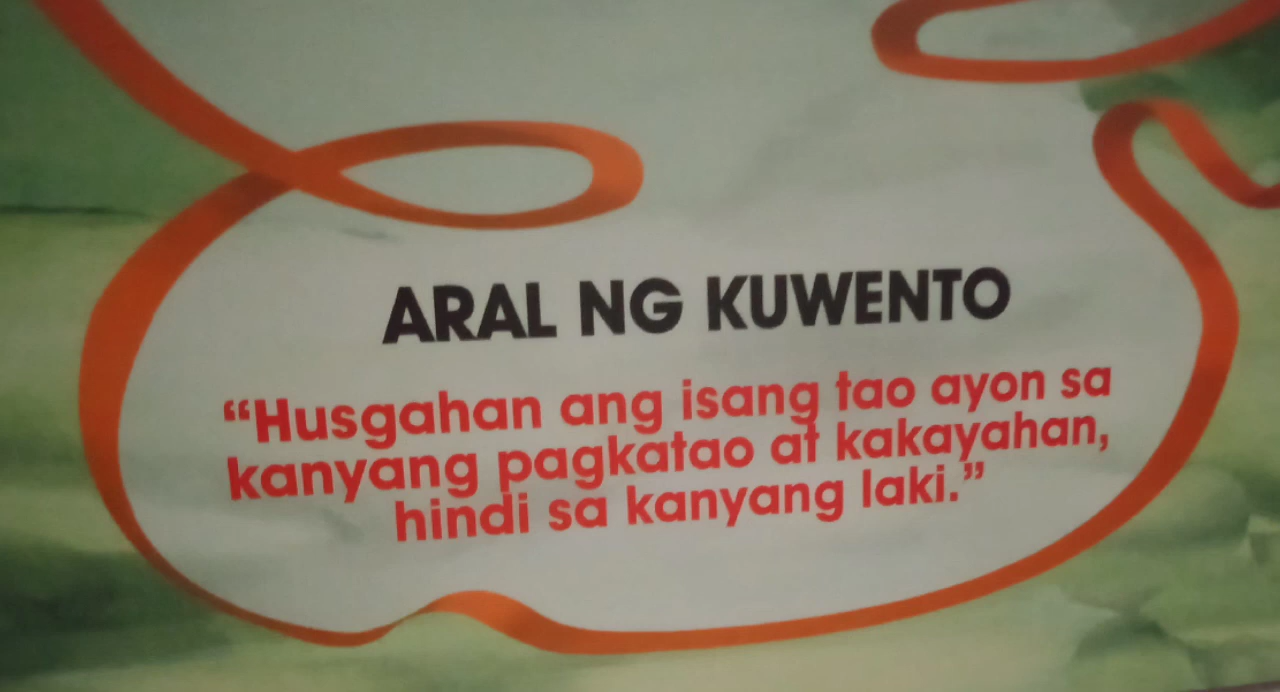 ARAL NG KUWENTO
“Husgahan ang isang tao ayon sa
kanyang pagkatao at kakayahan,
hindi sa kanyang laki.”